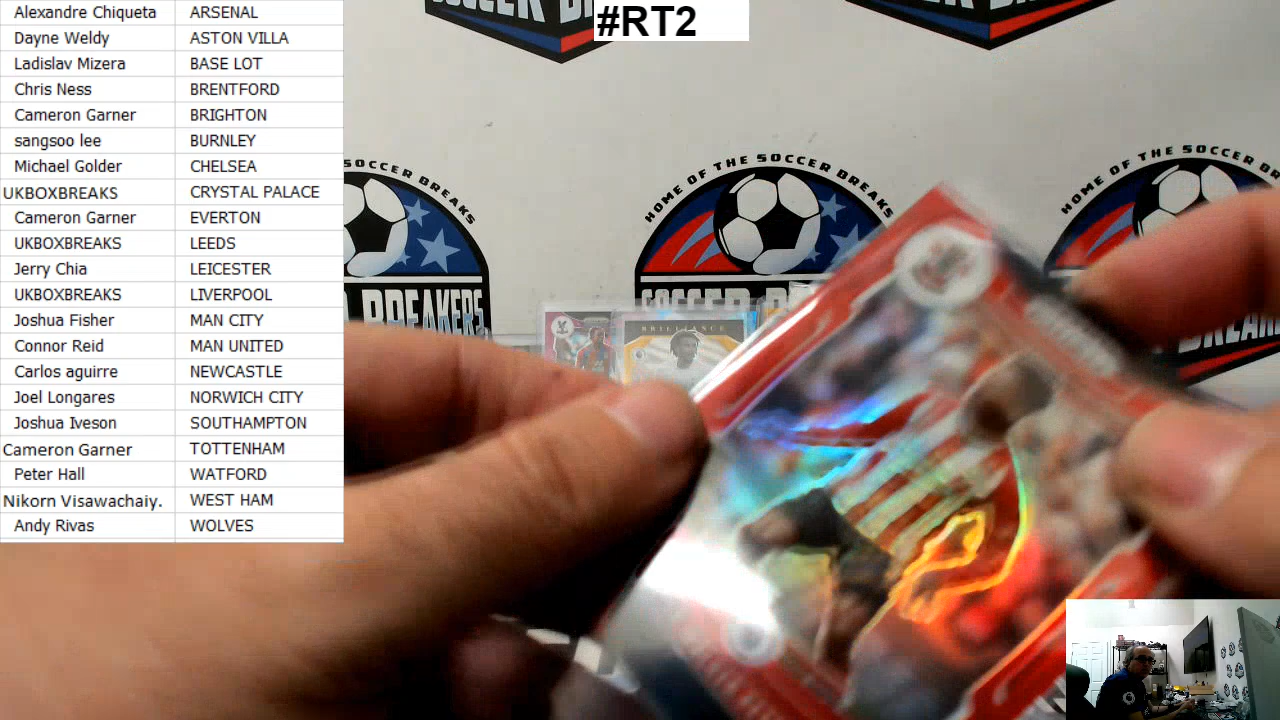 Alexandre Chiqueta ARSENAL
Dayne Weldy ASTON VILLA
Ladislav Mizera BASE LOT
Chris Ness BRENTFORD
Cameron Garner BRIGHTON
sangsoo lee BURNLEY
Michael Golder CHELSEA
UKBOXBREAKS CRYSTAL PALACE
Cameron Garner EVERTON
UKBOXBREAKS LEEDS
Jerry Chia LEICESTER
UKBOXBREAKS LIVERPOOL
Joshua Fisher MAN CITY
Connor Reid MAN UNITED
Carlos aguirre NEWCASTLE
Joel Longares NORWICH CITY
Joshua Iveson SOUTHAMPTON
Cameron Garner TOTTENHAM
Peter Hall WATFORD
Nikorn Visawachaiy. WEST HAM
Andy Rivas WOLVES
#RT2
SOCCER
SOCCER BREAKS
BREAKERS
HOME OF THE SOCCER BREAKS
SOCCER
HOME OF THE SOCCER BREAKS
BRILLIANCE